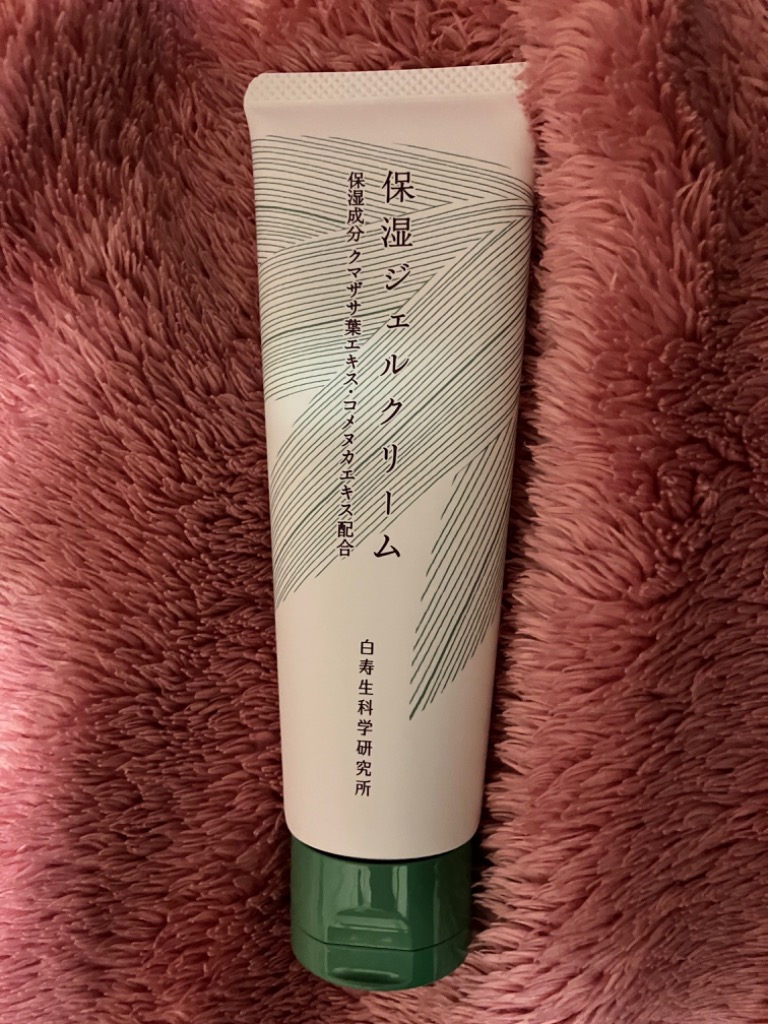 保湿ジェルクリーム
保湿成分 クマザサ葉エキス・コメヌカエキス配合
白寿生科学研究所